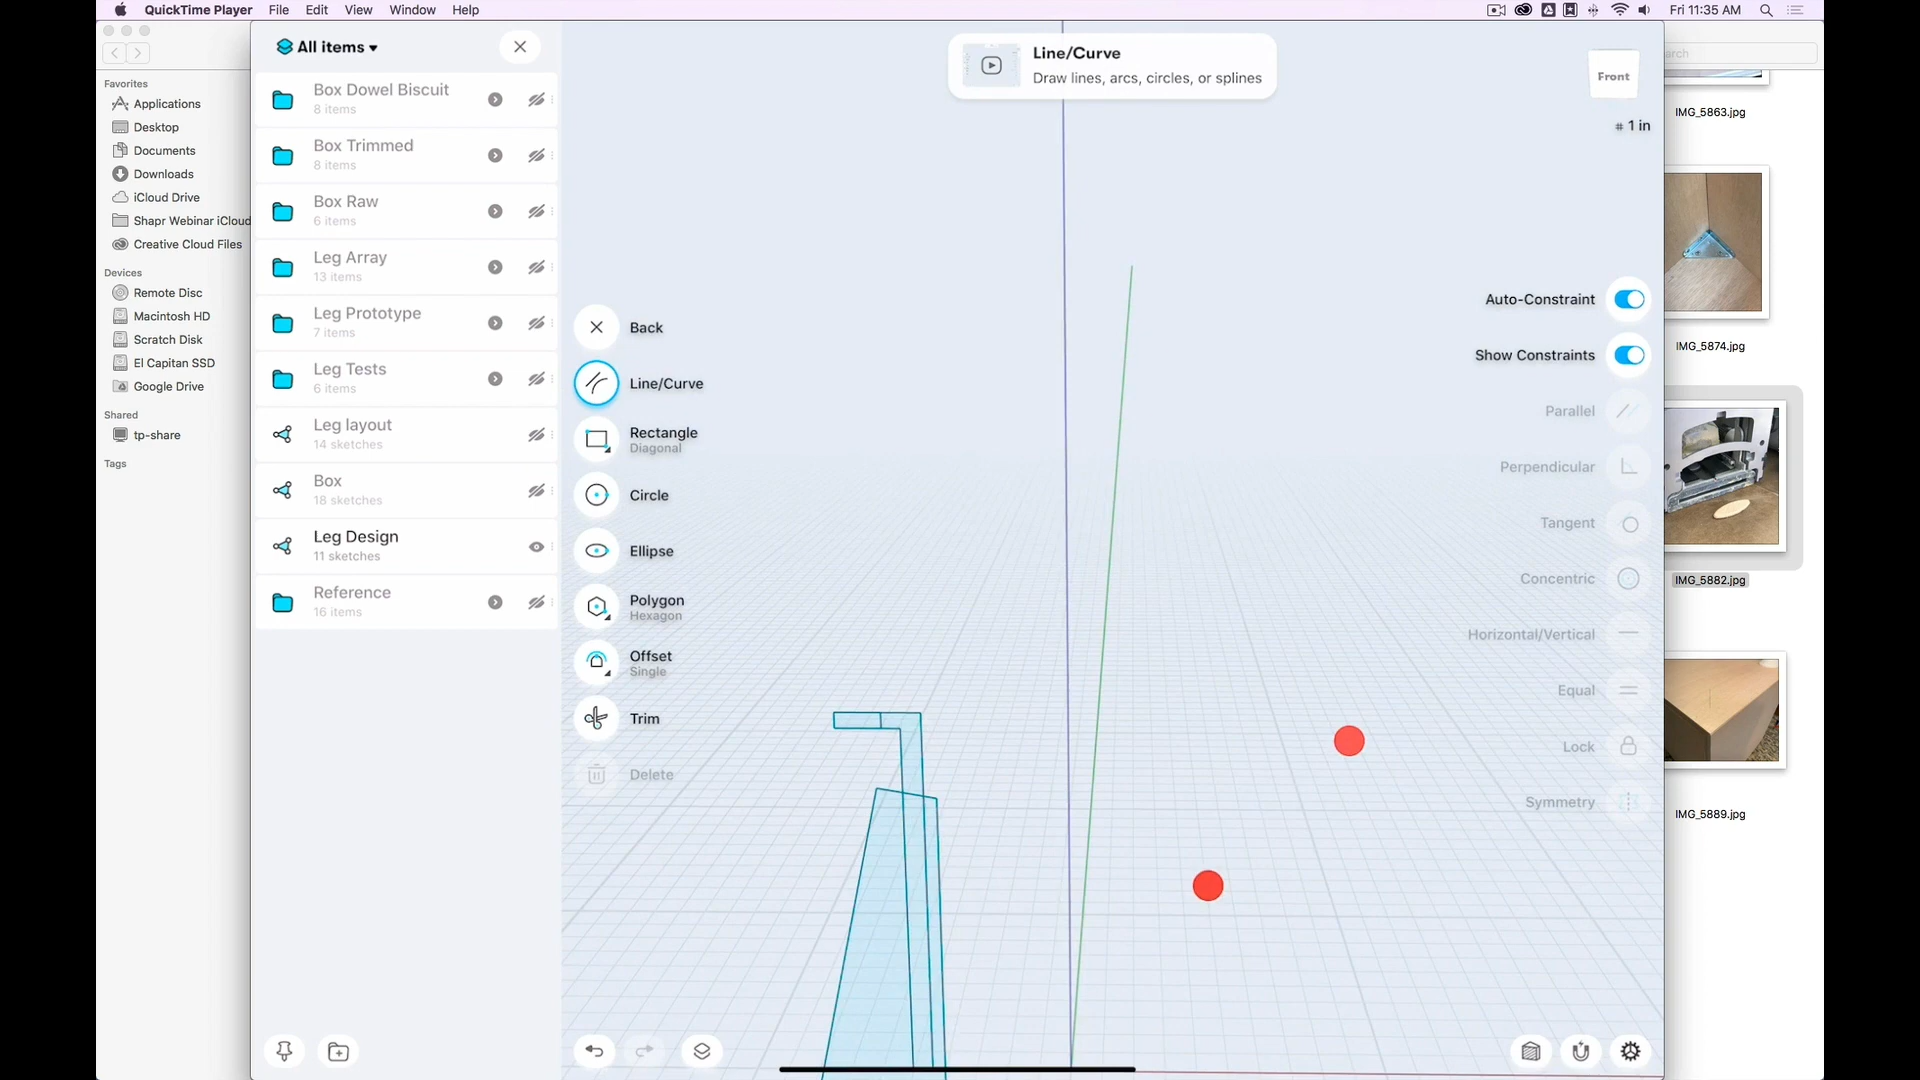 QuickTime Player File Edit View Window Help
Fri 11:35 AM
All items
Box Dowel Biscuit
8 items
Box Trimmed
8 items
Box Raw
6 items
Leg Array
13 items
Leg Prototype
7 items
Leg Tests
6 items
Leg layout
14 sketches
Box
18 sketches
Leg Design
11 sketches
Reference
16 items
Favorites
Applications
Desktop
Documents
Downloads
iCloud Drive
Shapr Webinar iCloud
Creative Cloud Files
Devices
Remote Disc
Macintosh HD
Scratch Disk
El Capitan SSD
Google Drive
Shared
tp-share
Tags
Line/Curve
Draw lines, arcs, circles, or splines
Back
Line/Curve
Rectangle
Diagonal
Circle
Ellipse
Polygon
Hexagon
Offset
Single
Trim
Delete
Front
1 in
Auto-Constraint
Show Constraints
Parallel
Perpendicular
Tangent
Concentric
Horizontal/Vertical
Equal
Lock
Symmetry
IMG_5863.jpg
IMG_5874.jpg
IMG_5882.jpg
IMG_5889.jpg